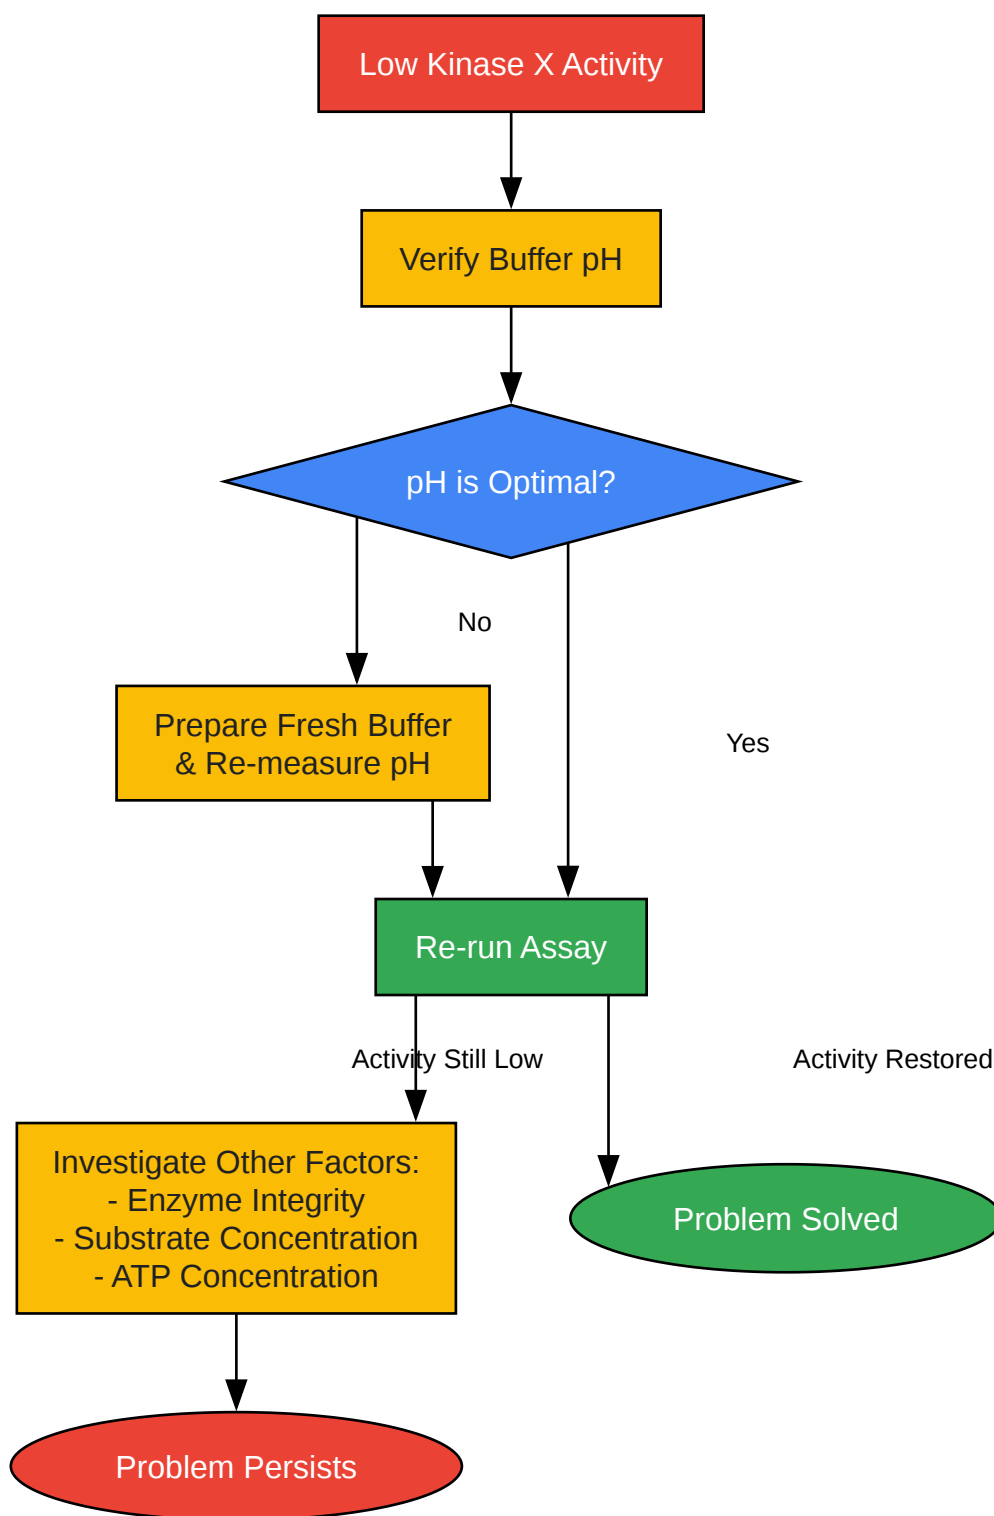 Low Kinase X Activity
Verify Buffer pH
pH is Optimal?
No
Prepare Fresh Buffer
& Re-measure pH
Yes
Re-run Assay
Activity Still Low
Activity Restored
Investigate Other Factors:
- Enzyme Integrity
- Substrate Concentration
- ATP Concentration
Problem Solved
Problem Persists